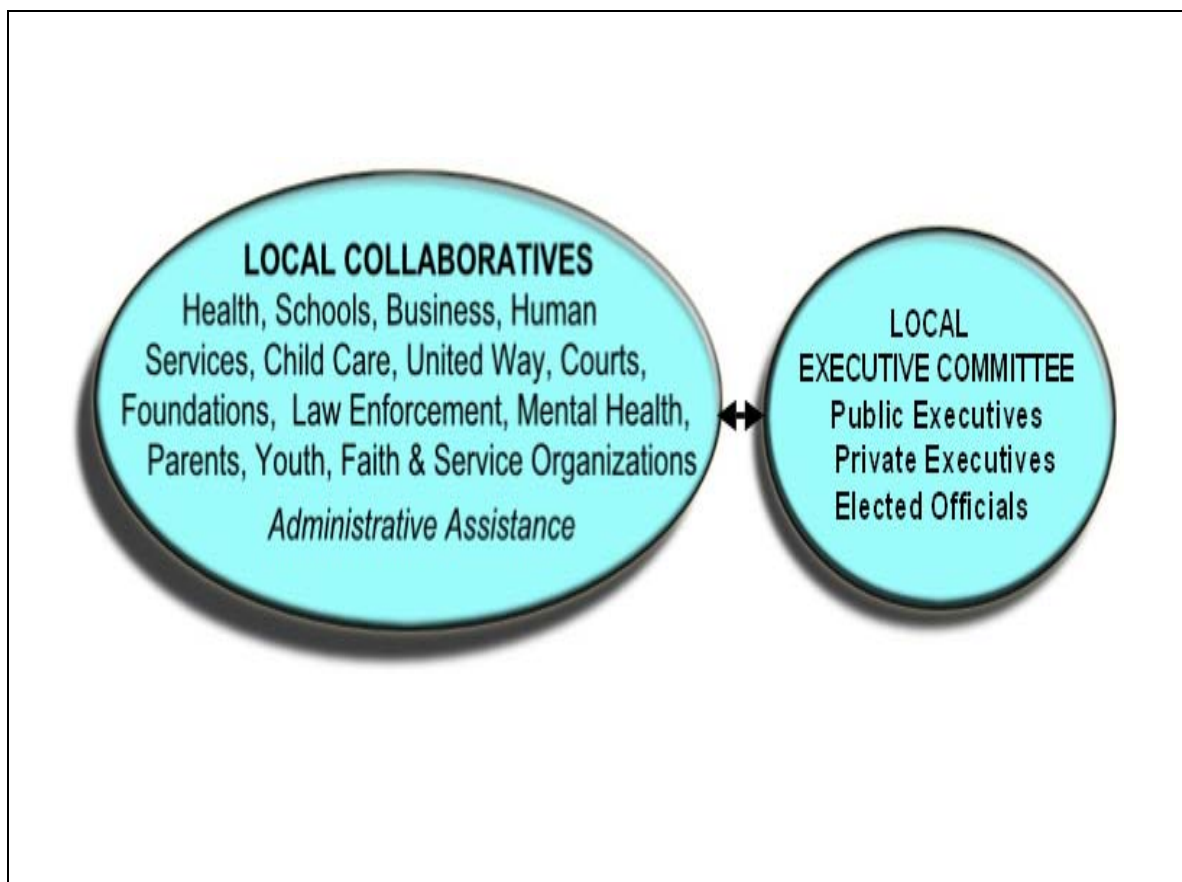 LOCAL COLLABORATIVES
Health, Schools, Business, Human
Services, Child Care, United Way, Courts,
Foundations, Law Enforcement, Mental Health,
Parents, Youth, Faith & Service Organizations
Administrative Assistance
LOCAL
EXECUTIVE COMMITTEE
Public Executives
Private Executives
Elected Officials